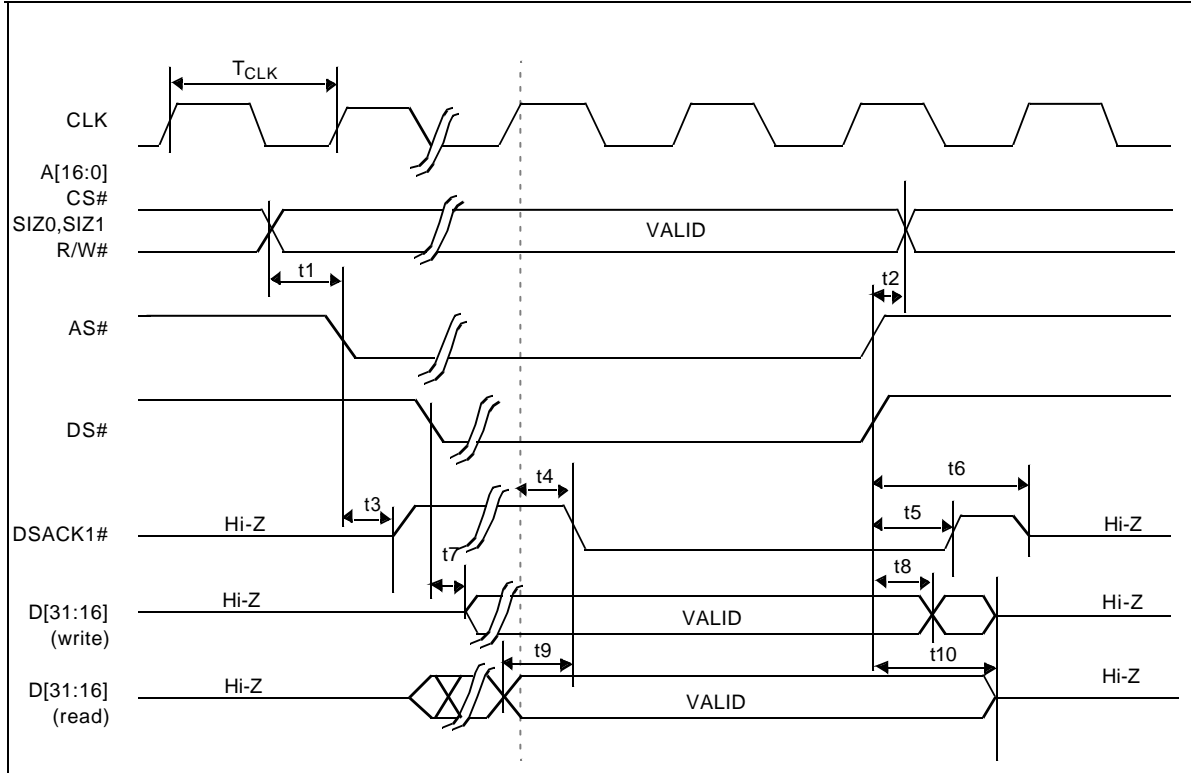 TCLK
CLK
A[16:0]
CS#
SIZ0,SIZ1
R/W#
VALID
t1
t2
AS#
DS#
t6
t4
t3
t5
DSACK1#
Hi-Z
Hi-Z
t7
t8
D[31:16]
(write)
Hi-Z
VALID
Hi-Z
t9
t10
D[31:16]
(read)
Hi-Z
VALID
Hi-Z